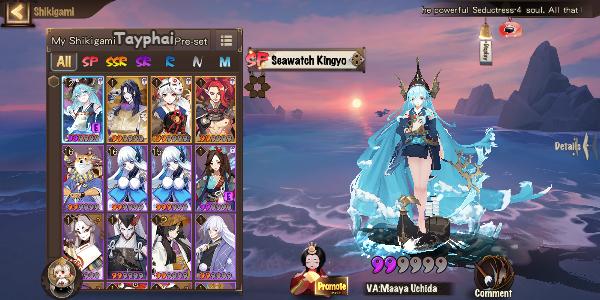 Shikigami
he powerful Seductress-4 soul. All that l
My Shikigami Tayphai Pre-set
All SP SSR SR R N M
SP Seawatch Kingyo
Details
Promote
VA:Maaya Uchida
Comment